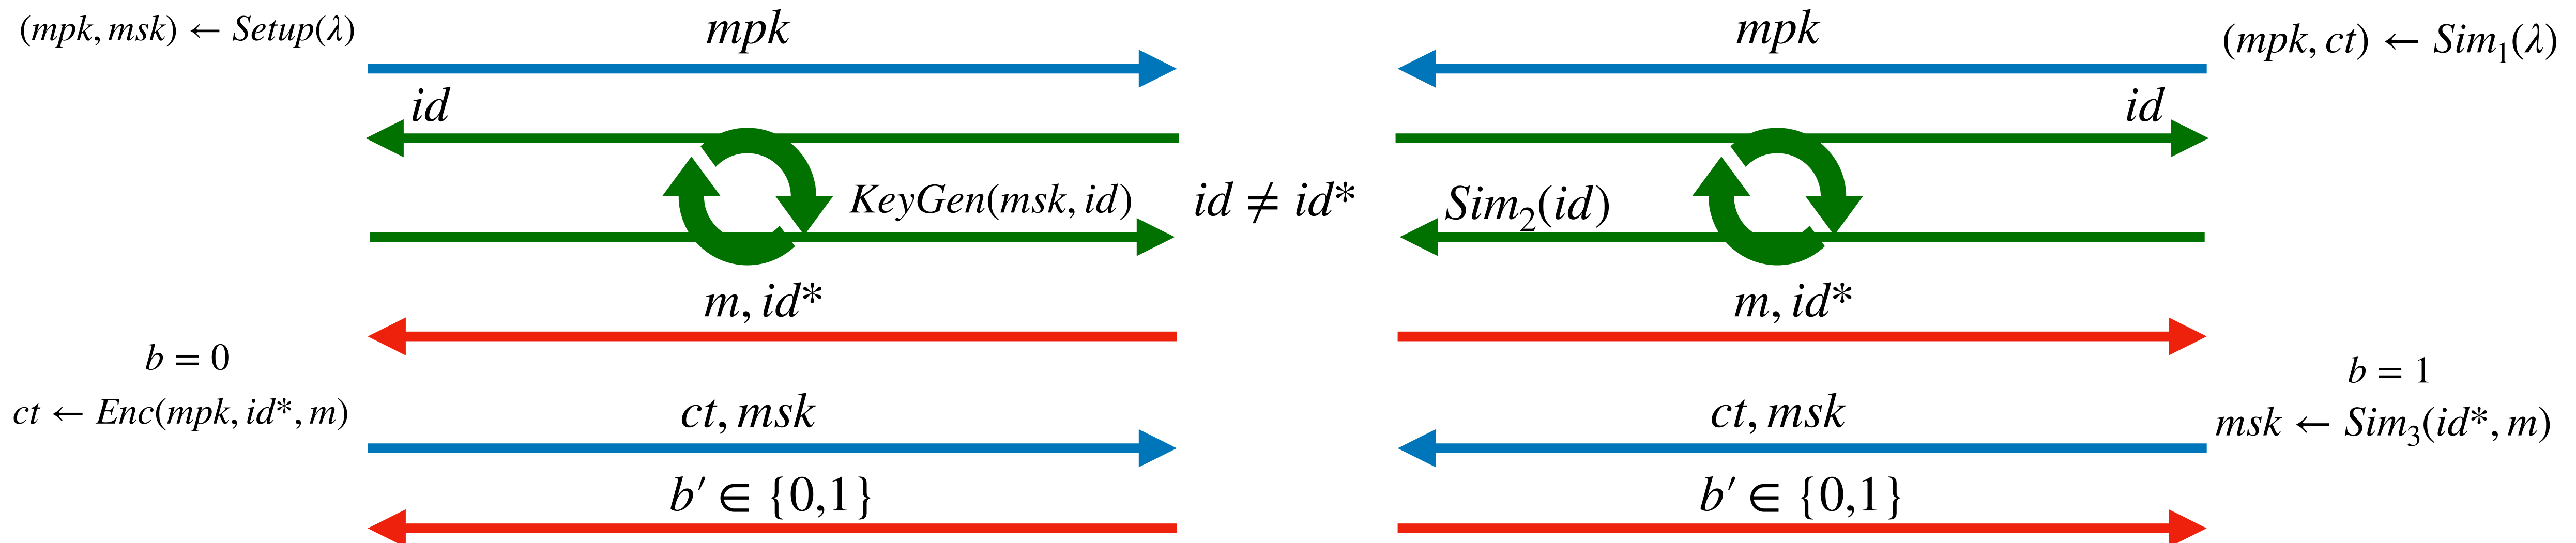 (mpk, msk) ← Setup(λ)
mpk
id
KeyGen(msk, id)
m, id*
b = 0
ct ← Enc(mpk, id*, m)
ct, msk
b′ ∈ {0,1}
id ≠ id*
mpk
(mpk, ct) ← Sim₁(λ)
id
Sim₂(id)
m, id*
b = 1
msk ← Sim₃(id*, m)
ct, msk
b′ ∈ {0,1}